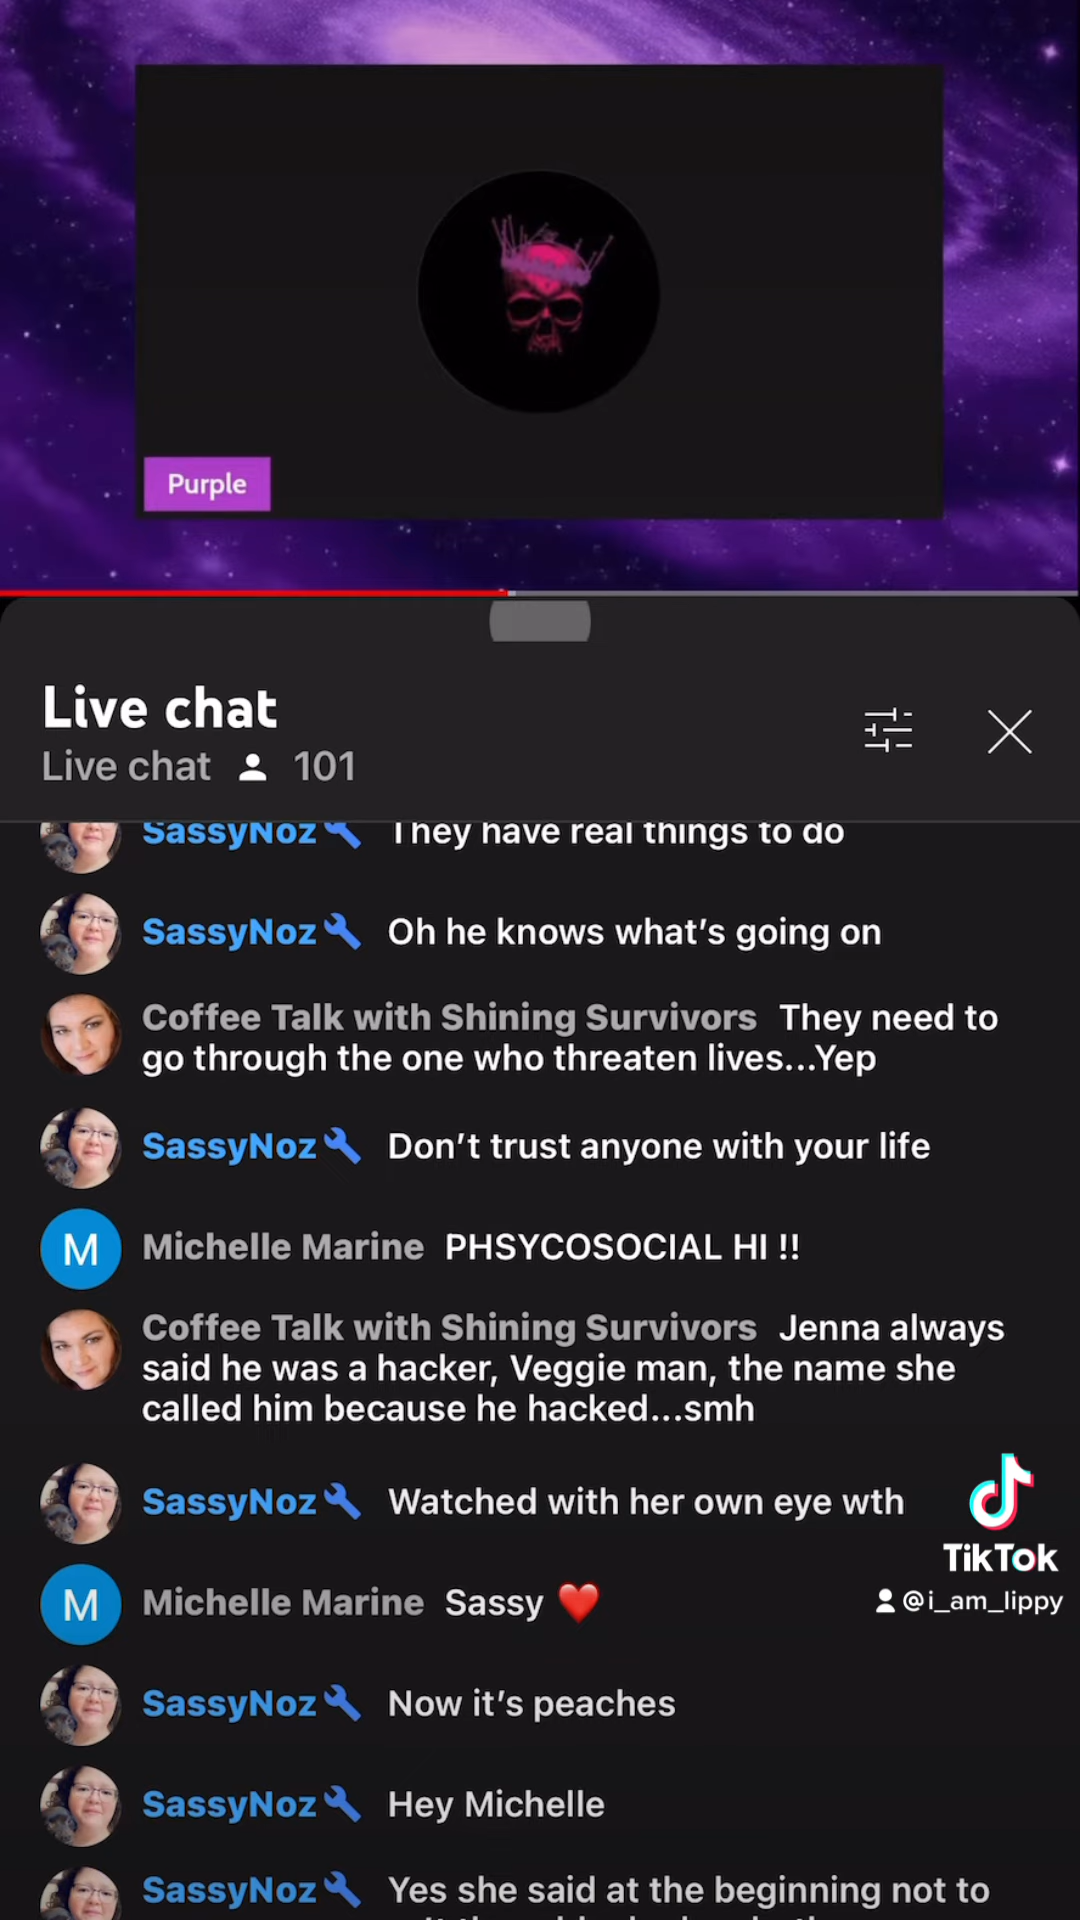 Purple
Live chat
Live chat 101
SassyNoz They have real things to do
SassyNoz Oh he knows what’s going on
Coffee Talk with Shining Survivors They need to
go through the one who threaten lives...Yep
SassyNoz Don’t trust anyone with your life
M Michelle Marine PHSYCOSOCIAL HI !!
Coffee Talk with Shining Survivors Jenna always
said he was a hacker, Veggie man, the name she
called him because he hacked...smh
SassyNoz Watched with her own eye wth
TikTok
M Michelle Marine Sassy ❤️
@i_am_lippy
SassyNoz Now it’s peaches
SassyNoz Hey Michelle
SassyNoz Yes she said at the beginning not to